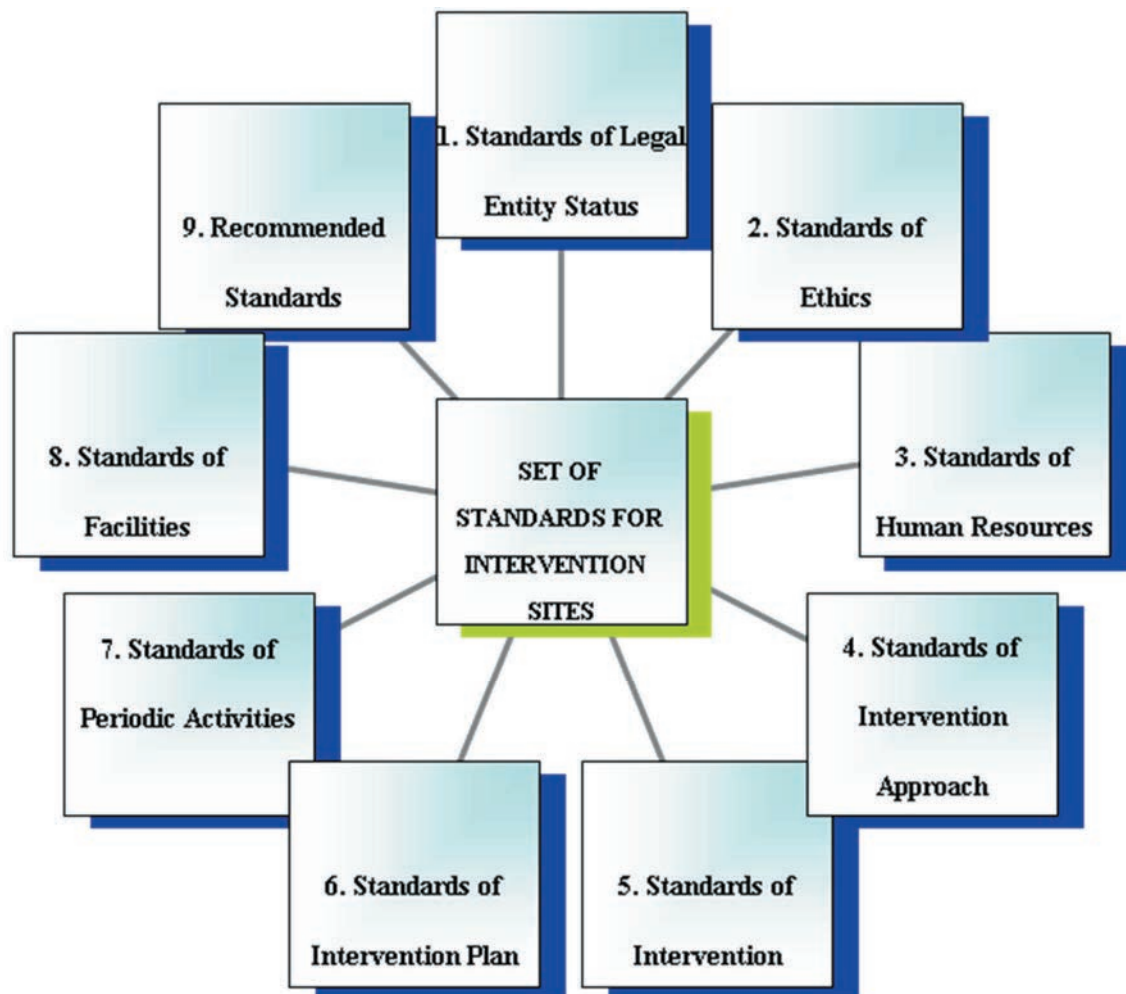 1. Standards of Legal
Entity Status
2. Standards of
Ethics
3. Standards of
Human Resources
4. Standards of
Intervention
Approach
5. Standards of
Intervention
6. Standards of
Intervention Plan
7. Standards of
Periodic Activities
8. Standards of
Facilities
9. Recommended
Standards
SET OF
STANDARDS FOR
INTERVENTION
SITES